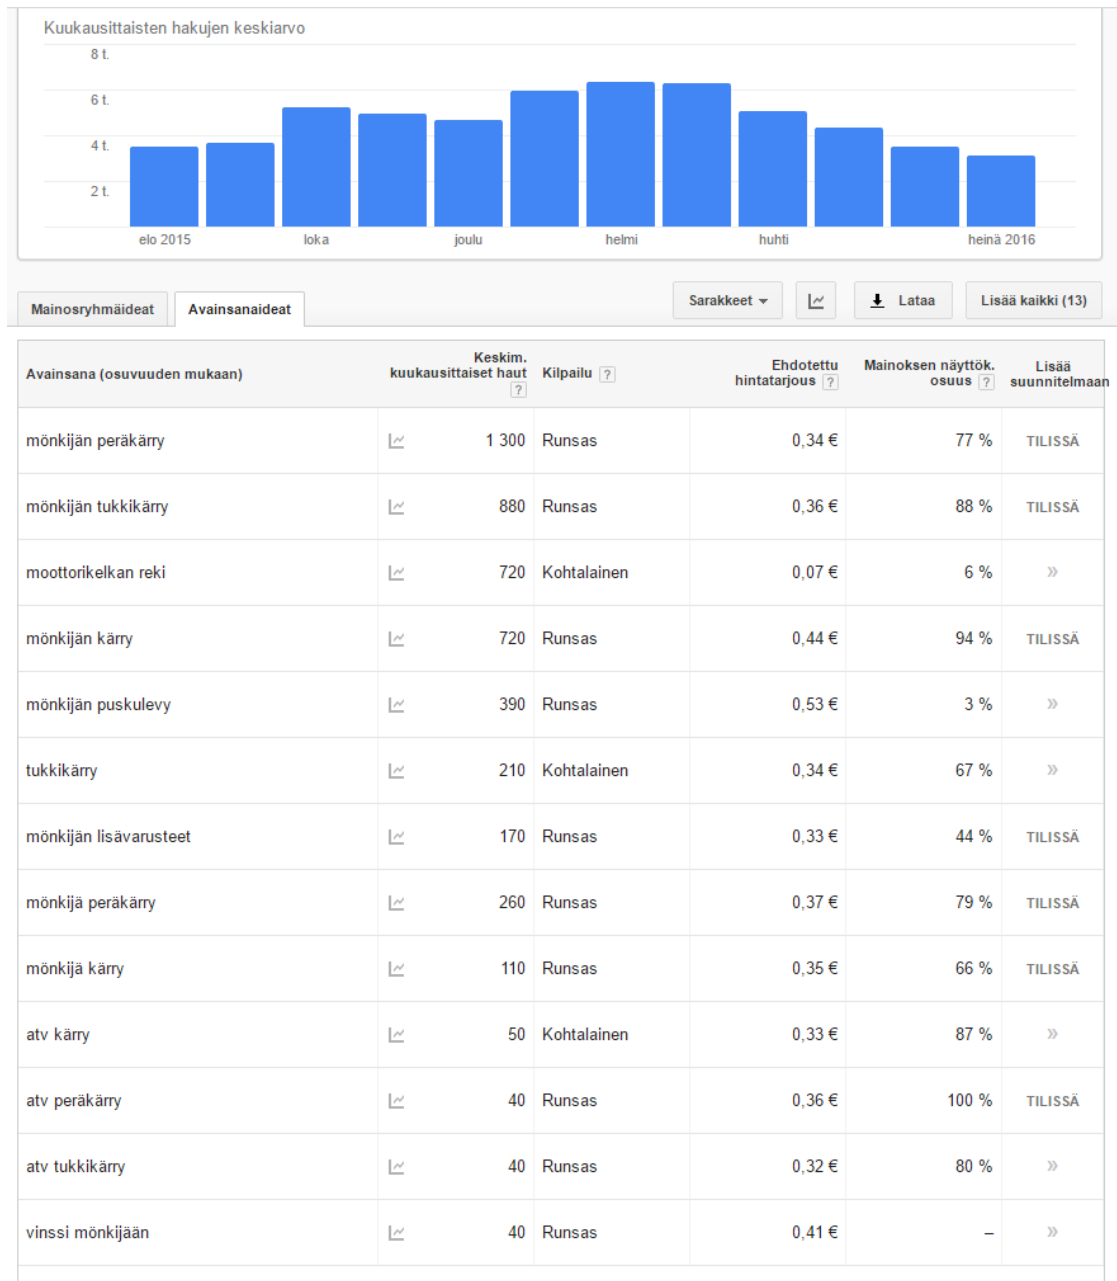 Kuukausittaisten hakujen keskiarvo
8 t.
6 t.
4 t.
2 t.
elo 2015 loka joulu helmi huhti heinä 2016
Mainosryhmäideat Avainsanaideat Sarakkeet Lataa Lisää kaikki (13)
Avainsana (osuvuuden mukaan) Keskim. kuukausittaiset haut ? Kilpailu ? Ehdotettu hintatarjous ? Mainoksen näyttök. osuus ? Lisää suunnitelmaan
mönkijän peräkärry 1 300 Runsas 0,34 € 77 % TILISSÄ
mönkijän tukkikärry 880 Runsas 0,36 € 88 % TILISSÄ
moottorikelkan reki 720 Kohtalainen 0,07 € 6 % »
mönkijän kärry 720 Runsas 0,44 € 94 % TILISSÄ
mönkijän puskulevy 390 Runsas 0,53 € 3 % »
tukkikärry 210 Kohtalainen 0,34 € 67 % »
mönkijän lisävarusteet 170 Runsas 0,33 € 44 % TILISSÄ
mönkijä peräkärry 260 Runsas 0,37 € 79 % TILISSÄ
mönkijä kärry 110 Runsas 0,35 € 66 % TILISSÄ
atv kärry 50 Kohtalainen 0,33 € 87 % »
atv peräkärry 40 Runsas 0,36 € 100 % TILISSÄ
atv tukkikärry 40 Runsas 0,32 € 80 % »
vinssi mönkijään 40 Runsas 0,41 € – »